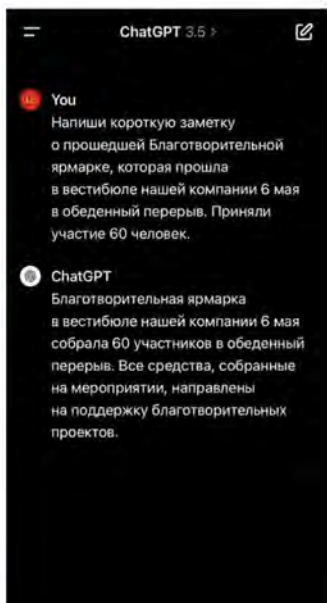 ChatGPT 3.5 >
You
Напиши короткую заметку
о прошедшей Благотворительной
ярмарке, которая прошла
в вестибюле нашей компании 6 мая
в обеденный перерыв. Приняли
участие 60 человек.
ChatGPT
Благотворительная ярмарка
в вестибюле нашей компании 6 мая
собрала 60 участников в обеденный
перерыв. Все средства, собранные
на мероприятии, направлены
на поддержку благотворительных
проектов.